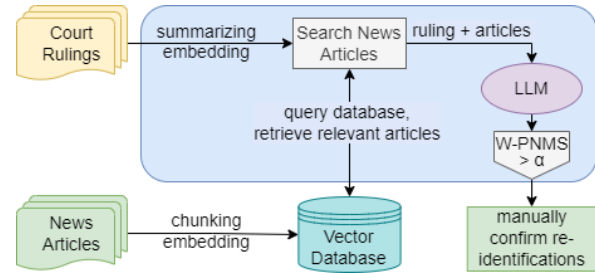 Court
Rulings
summarizing
embedding
Search News
Articles
ruling + articles
LLM
query database,
retrieve relevant articles
W-PNMS
> α
News
Articles
chunking
embedding
Vector
Database
manually
confirm re-
identifications